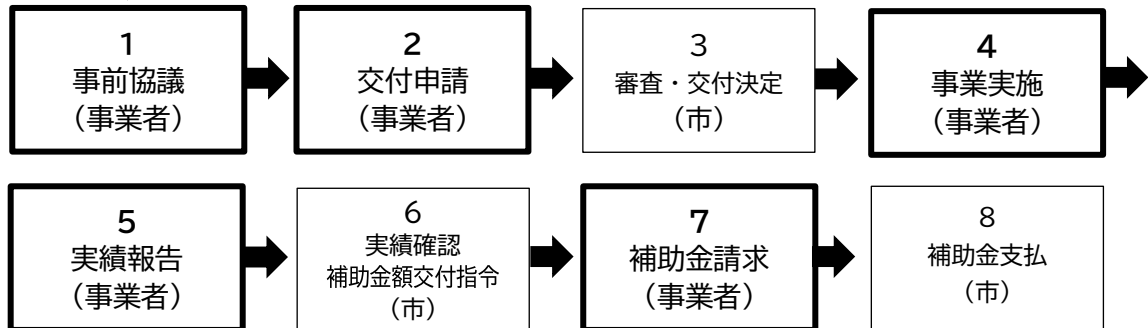 1
事前協議
（事業者）
2
交付申請
（事業者）
3
審査・交付決定
（市）
4
事業実施
（事業者）
5
実績報告
（事業者）
6
実績確認
補助金額交付指令
（市）
7
補助金請求
（事業者）
8
補助金支払
（市）